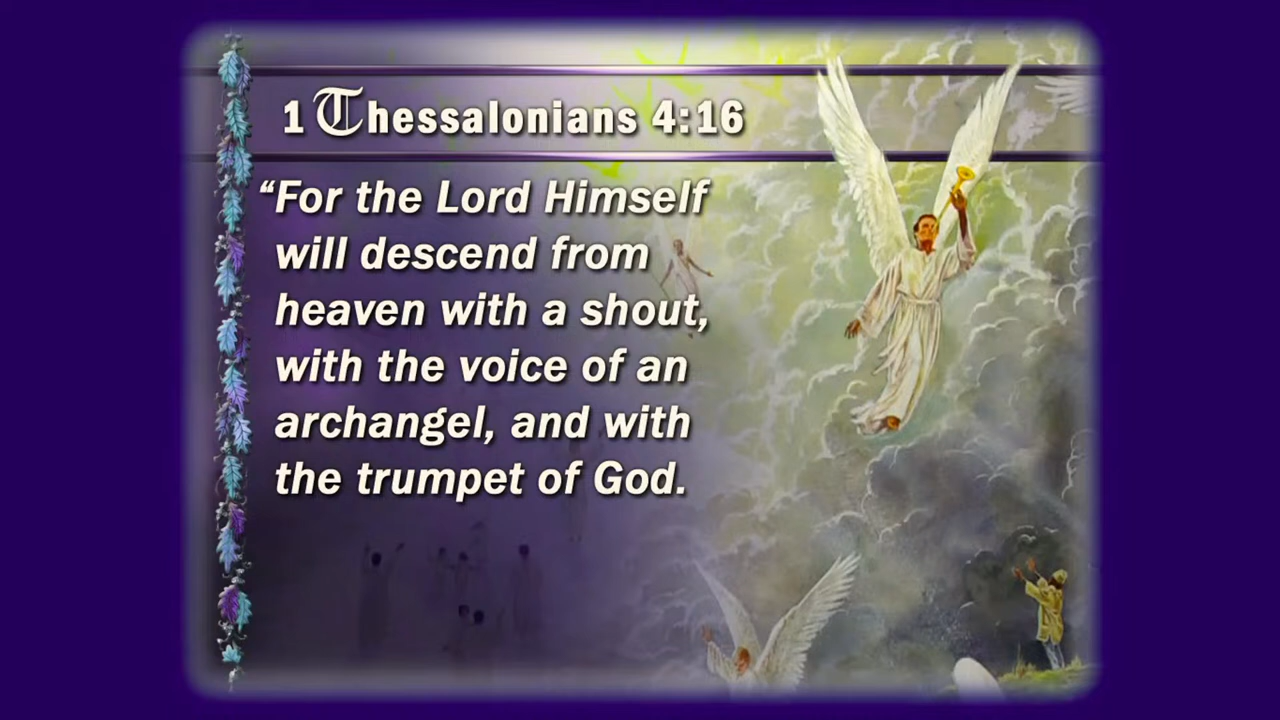 1 Thessalonians 4:16
“For the Lord Himself
will descend from
heaven with a shout,
with the voice of an
archangel, and with
the trumpet of God.